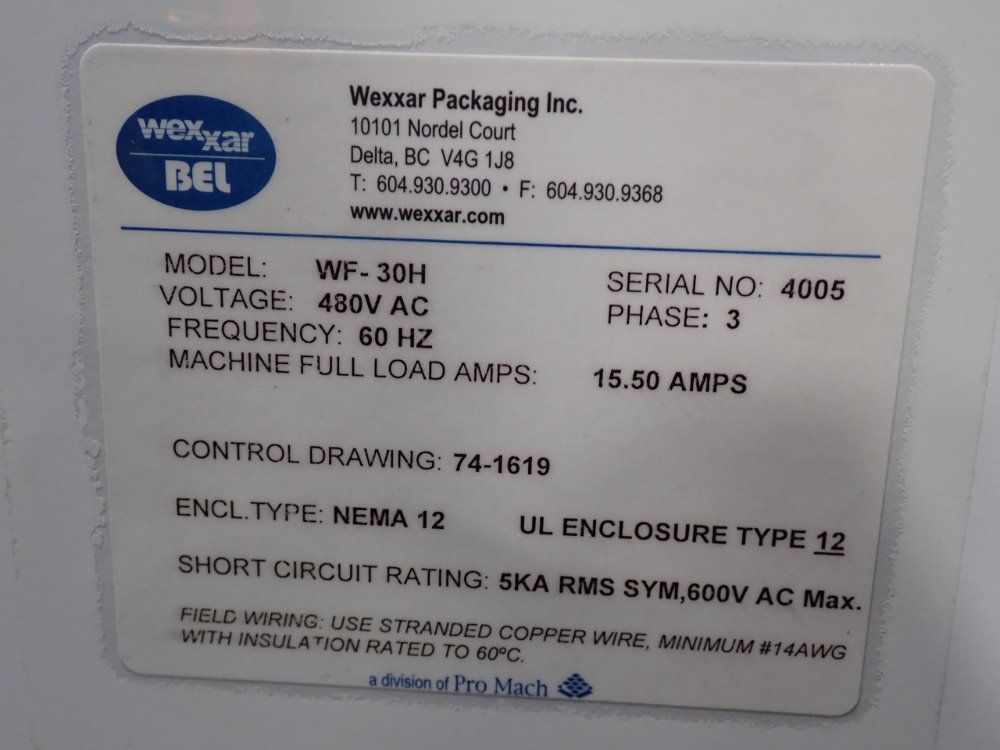 wexxar
BEL
Wexxar Packaging Inc.
10101 Nordel Court
Delta, BC V4G 1J8
T: 604.930.9300 • F: 604.930.9368
www.wexxar.com
MODEL: WF- 30H SERIAL NO: 4005
VOLTAGE: 480V AC PHASE: 3
FREQUENCY: 60 HZ
MACHINE FULL LOAD AMPS: 15.50 AMPS
CONTROL DRAWING: 74-1619
ENCL.TYPE: NEMA 12 UL ENCLOSURE TYPE 12
SHORT CIRCUIT RATING: 5KA RMS SYM,600V AC Max.
FIELD WIRING: USE STRANDED COPPER WIRE, MINIMUM #14AWG
WITH INSULATION RATED TO 60ºC.
a division of Pro Mach